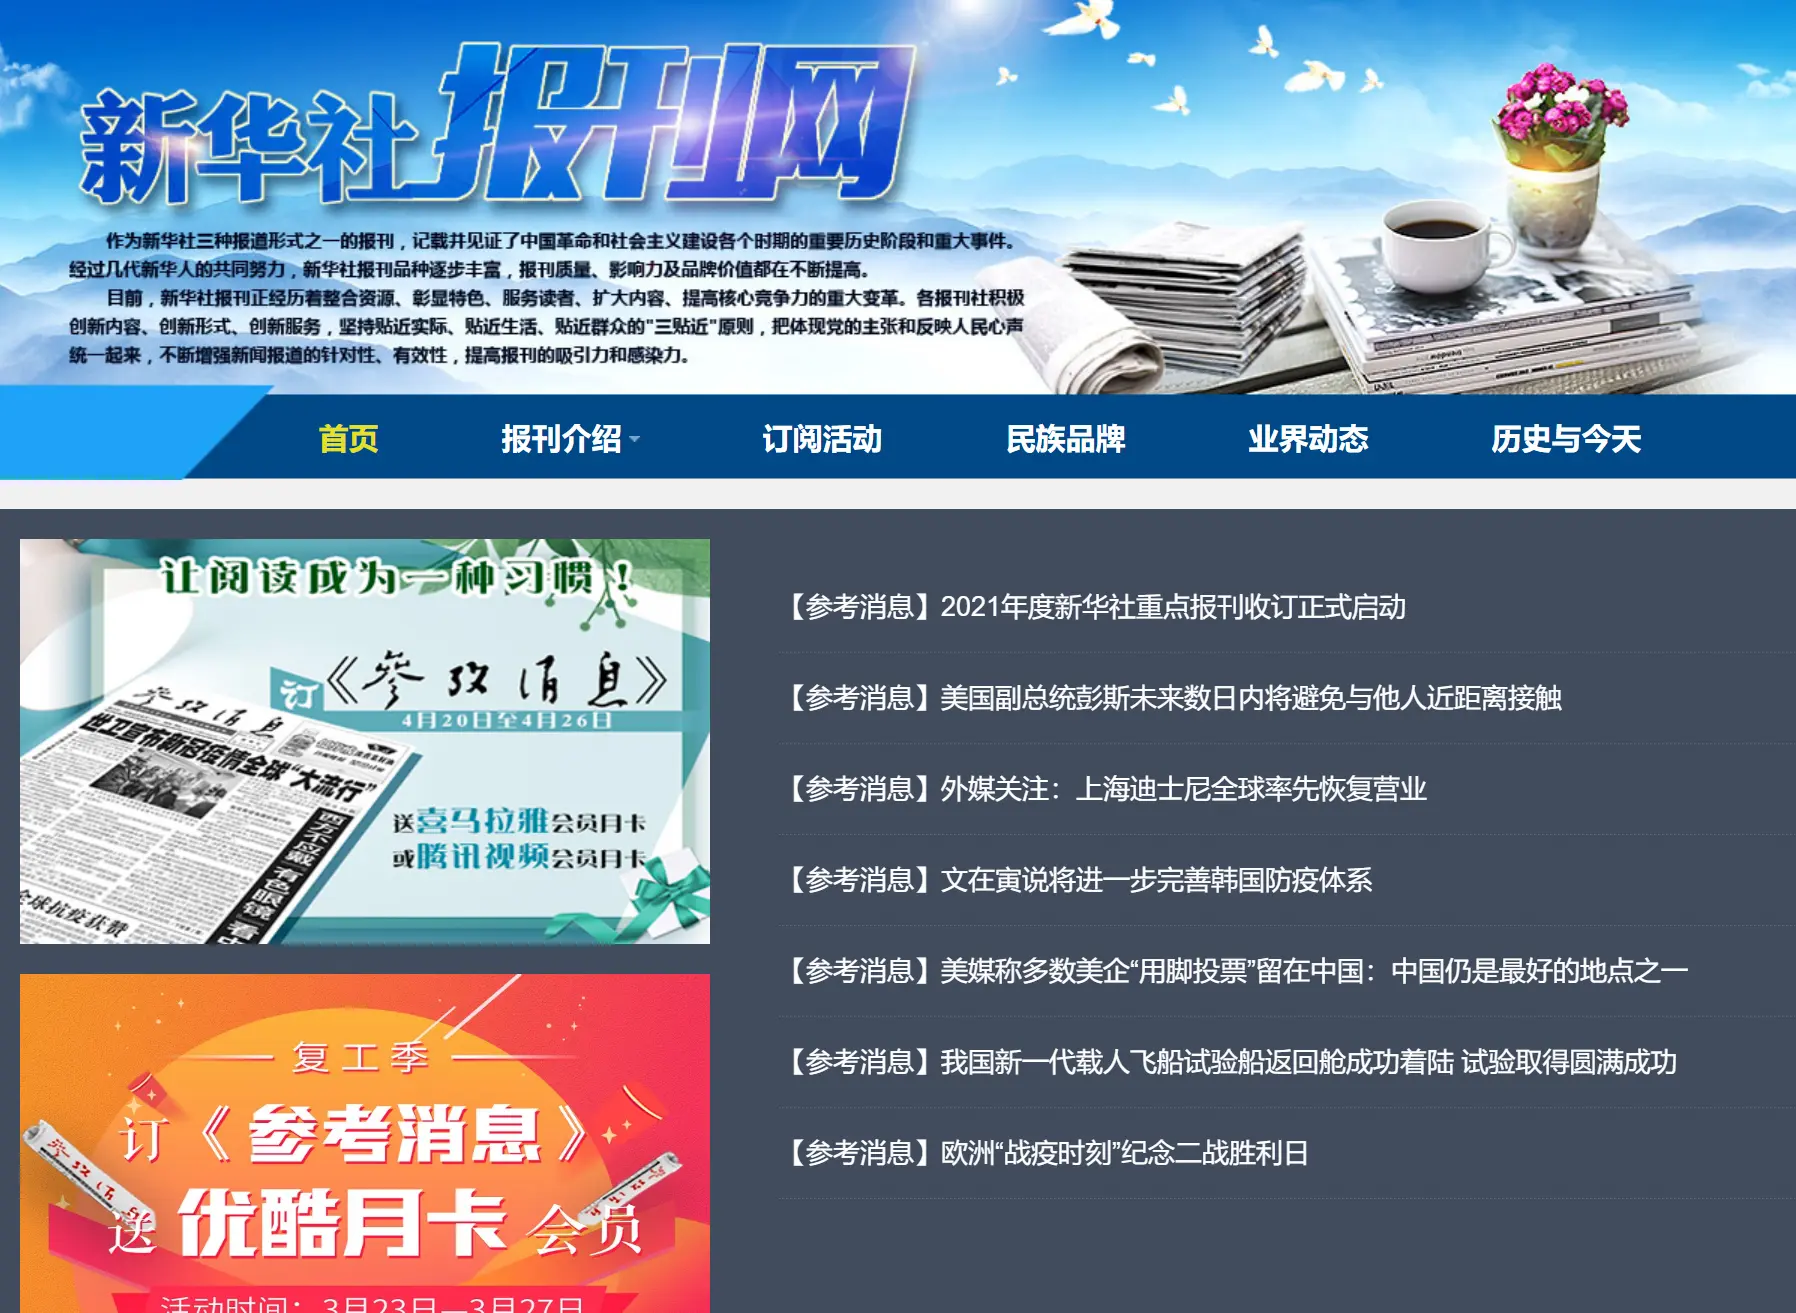 新华社报刊网
作为新华社三种报道形式之一的报刊，记载并见证了中国革命和社会主义建设各个时期的重要历史阶段和重大事件。
经过几代新华人的共同努力，新华社报刊品种逐步丰富，报刊质量、影响力及品牌价值都在不断提高。
目前，新华社报刊正经历着整合资源、彰显特色、服务读者、扩大内容、提高核心竞争力的重大变革。各报刊社积极
创新内容、创新形式、创新服务，坚持贴近实际、贴近生活、贴近群众的"三贴近"原则，把体现党的主张和反映人民心声
统一起来，不断增强新闻报道的针对性、有效性，提高报刊的吸引力和感染力。
首页
报刊介绍
订阅活动
民族品牌
业界动态
历史与今天
让阅读成为一种习惯！
订《参考消息》
4月20日至4月26日
参考消息
世卫宣布新冠疫情全球“大流行”
西方不应戴“有色眼镜”看中
全球抗疫获赞
送喜马拉雅会员月卡
或腾讯视频会员月卡
复工季
订《参考消息》
送优酷月卡会员
参考消息
活动时间：3月23日—3月27日
【参考消息】2021年度新华社重点报刊收订正式启动
【参考消息】美国副总统彭斯未来数日内将避免与他人近距离接触
【参考消息】外媒关注：上海迪士尼全球率先恢复营业
【参考消息】文在寅说将进一步完善韩国防疫体系
【参考消息】美媒称多数美企“用脚投票”留在中国：中国仍是最好的地点之一
【参考消息】我国新一代载人飞船试验船返回舱成功着陆 试验取得圆满成功
【参考消息】欧洲“战疫时刻”纪念二战胜利日